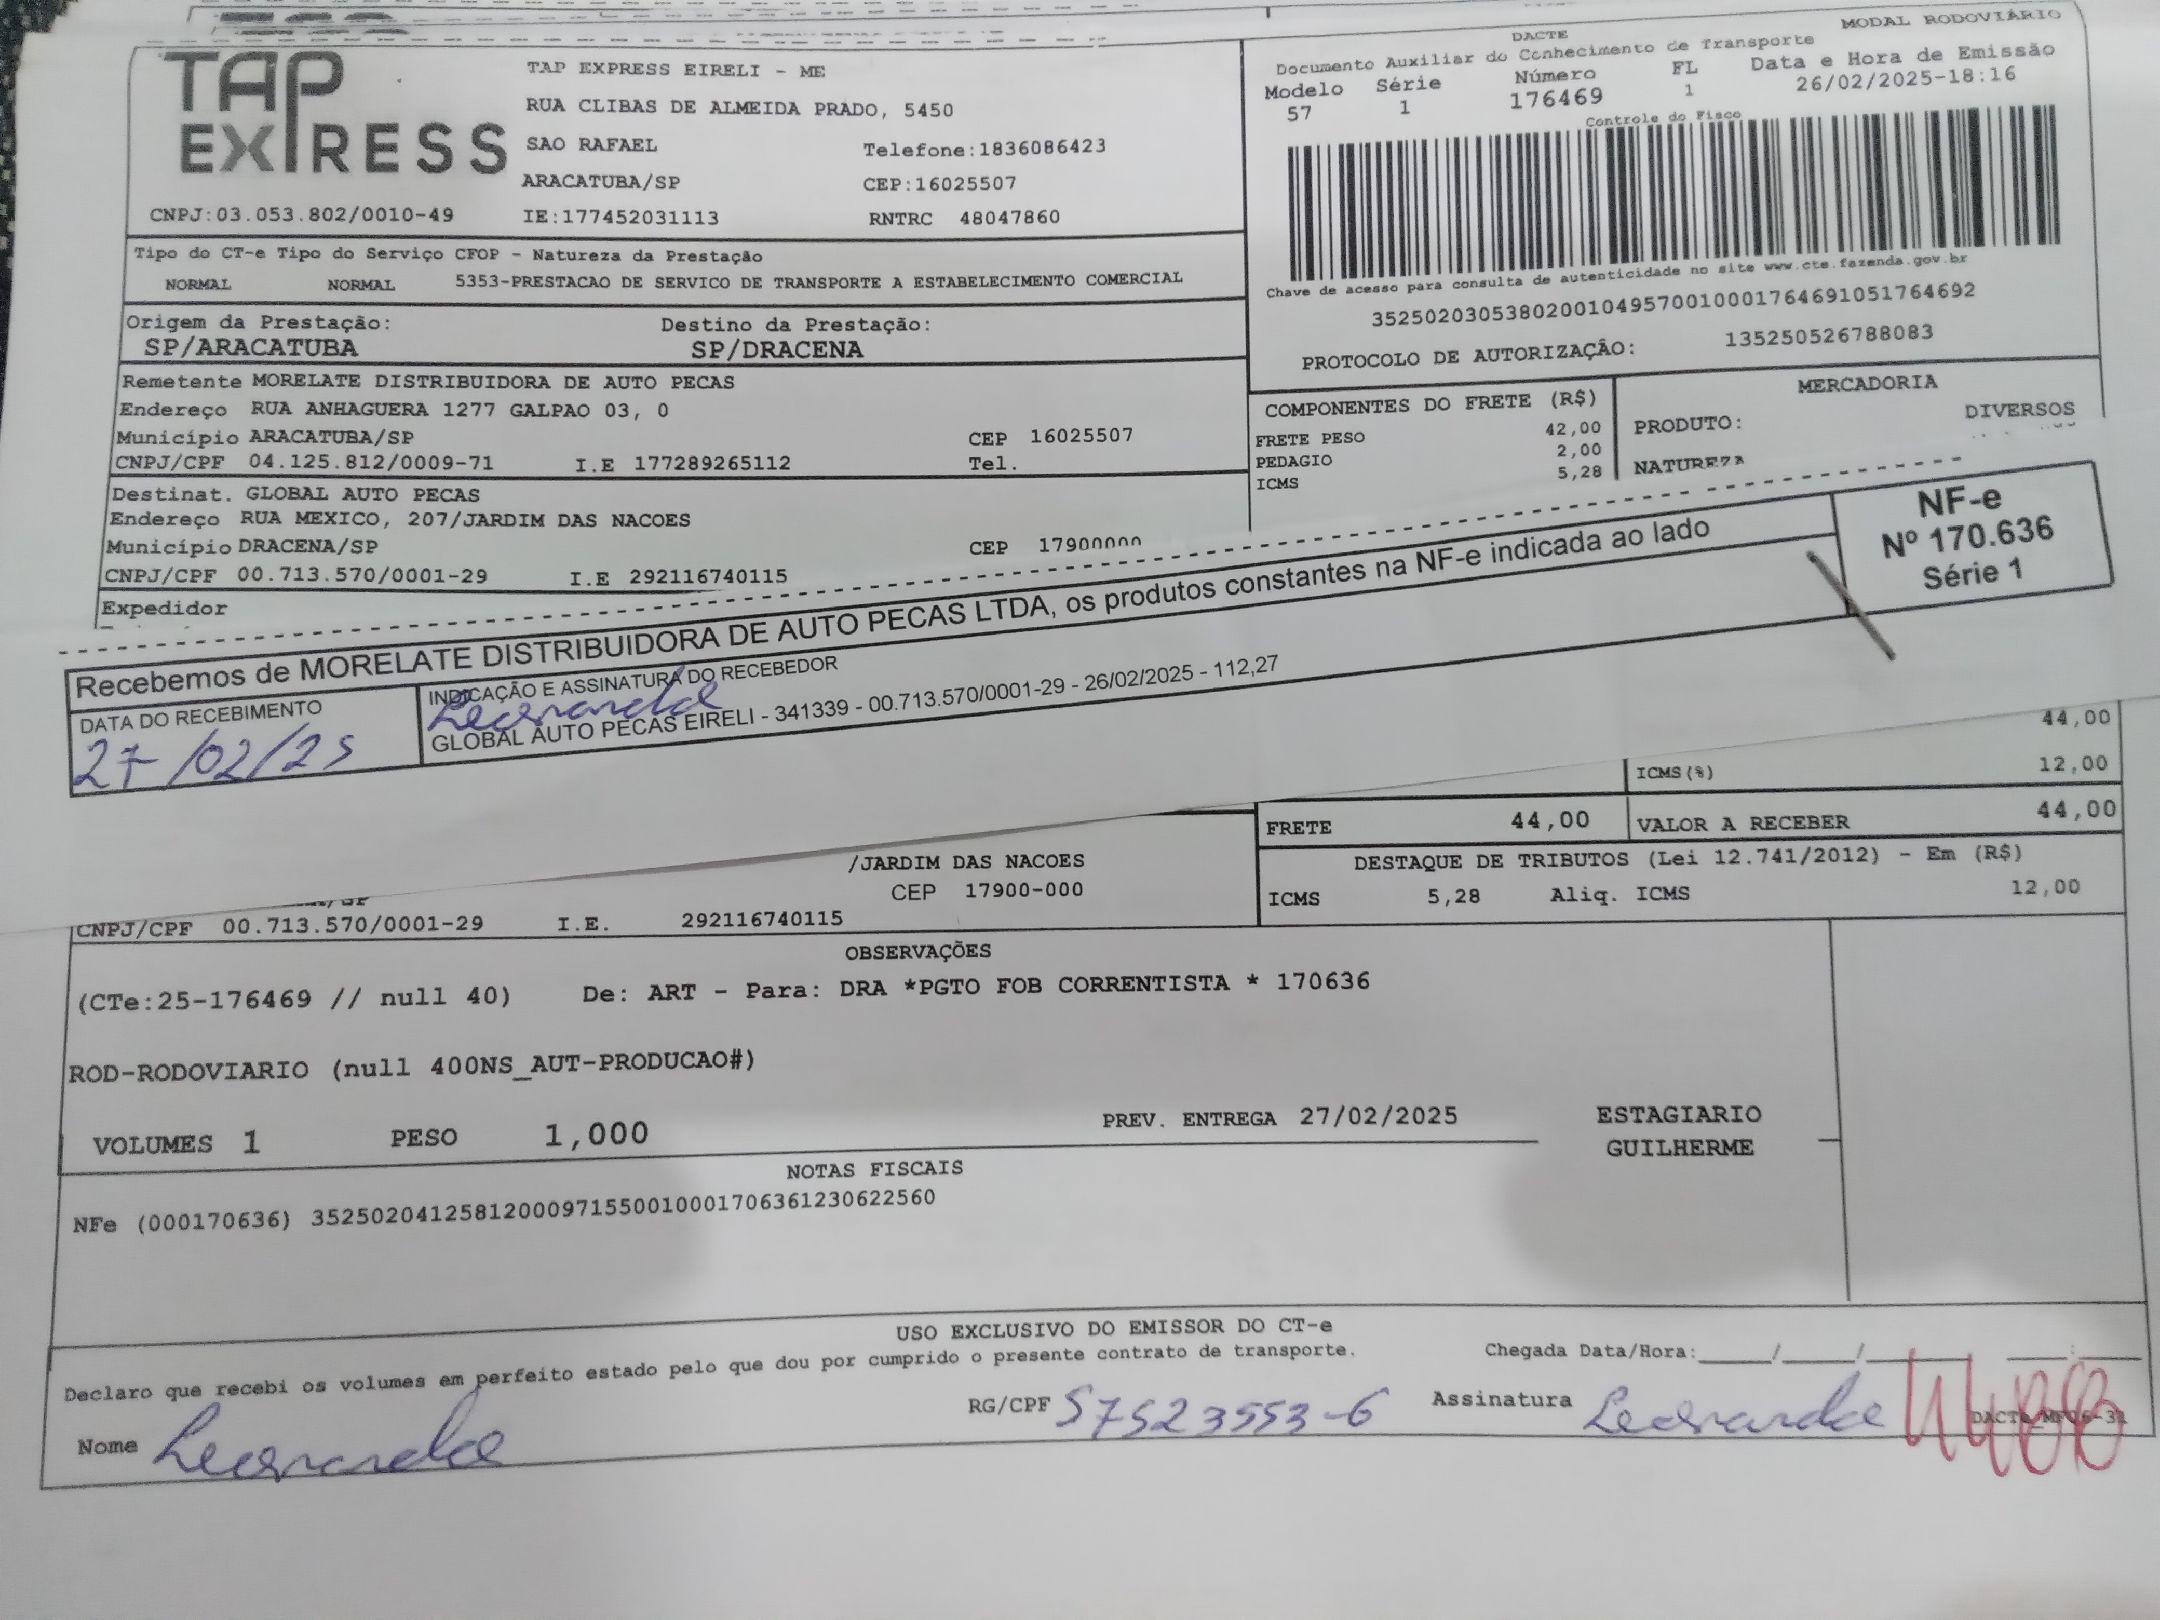 MODAL RODOVIÁRIO
DACTE
Documento Auxiliar do Conhecimento de Transporte
Modelo Série Número FL Data e Hora de Emissão
57 1 176469 1 26/02/2025-18:16
Controle do Fisco
TAP EXPRESS
TAP EXPRESS EIRELI - ME
RUA CLIBAS DE ALMEIDA PRADO, 5450
SAO RAFAEL Telefone:1836086423
ARACATUBA/SP CEP:16025507
CNPJ:03.053.802/0010-49 IE:177452031113 RNTRC 48047860
Tipo do CT-e Tipo do Serviço CFOP - Natureza da Prestação
NORMAL NORMAL 5353-PRESTACAO DE SERVICO DE TRANSPORTE A ESTABELECIMENTO COMERCIAL
Chave de acesso para consulta de autenticidade no site www.cte.fazenda.gov.br
35250203053802001049570010001764691051764692
PROTOCOLO DE AUTORIZAÇÃO: 135250526788083
Origem da Prestação: Destino da Prestação:
SP/ARACATUBA SP/DRACENA
Remetente MORELATE DISTRIBUIDORA DE AUTO PECAS
Endereço RUA ANHAGUERA 1277 GALPAO 03, 0
Município ARACATUBA/SP CEP 16025507
CNPJ/CPF 04.125.812/0009-71 I.E 177289265112 Tel.
Destinat. GLOBAL AUTO PECAS
Endereço RUA MEXICO, 207/JARDIM DAS NACOES
Município DRACENA/SP CEP 17900000
CNPJ/CPF 00.713.570/0001-29 I.E 292116740115
Expedidor
COMPONENTES DO FRETE (R$)
FRETE PESO 42,00
PEDAGIO 2,00
ICMS 5,28
MERCADORIA
PRODUTO: DIVERSOS
NATUREZA
Recebemos de MORELATE DISTRIBUIDORA DE AUTO PECAS LTDA, os produtos constantes na NF-e indicada ao lado
NF-e
Nº 170.636
Série 1
DATA DO RECEBIMENTO
27/02/25
INDICAÇÃO E ASSINATURA DO RECEBEDOR
GLOBAL AUTO PECAS EIRELI - 341339 - 00.713.570/0001-29 - 26/02/2025 - 112,27
44,00
ICMS(%) 12,00
FRETE 44,00 VALOR A RECEBER 44,00
/JARDIM DAS NACOES
CEP 17900-000
CNPJ/CPF 00.713.570/0001-29 I.E. 292116740115
DESTAQUE DE TRIBUTOS (Lei 12.741/2012) - Em (R$)
ICMS 5,28 Aliq. ICMS 12,00
OBSERVAÇÕES
(CTe:25-176469 // null 40) De: ART - Para: DRA *PGTO FOB CORRENTISTA * 170636
ROD-RODOVIARIO (null 400NS_AUT-PRODUCAO#)
VOLUMES 1 PESO 1,000 PREV. ENTREGA 27/02/2025
ESTAGIARIO
GUILHERME
NOTAS FISCAIS
NFe (000170636) 35250204125812000971550010001706361230622560
USO EXCLUSIVO DO EMISSOR DO CT-e
Declaro que recebi os volumes em perfeito estado pelo que dou por cumprido o presente contrato de transporte.
Chegada Data/Hora:____/____/____ ___:___
Nome RG/CPF 57523553-6 Assinatura